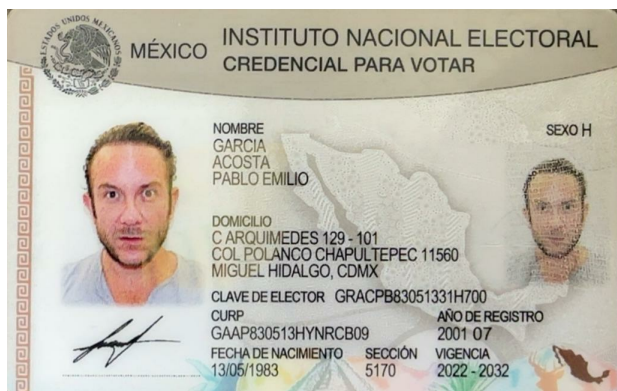 ESTADOS UNIDOS MEXICANOS
MÉXICO
INSTITUTO NACIONAL ELECTORAL
CREDENCIAL PARA VOTAR
NOMBRE
SEXO H
GARCIA
ACOSTA
PABLO EMILIO
DOMICILIO
C ARQUIMEDES 129 - 101
COL POLANCO CHAPULTEPEC 11560
MIGUEL HIDALGO, CDMX
CLAVE DE ELECTOR GRACPB83051331H700
CURP
AÑO DE REGISTRO
GAAP830513HYNRCB09
2001 07
FECHA DE NACIMIENTO SECCIÓN VIGENCIA
13/05/1983 5170 2022 - 2032